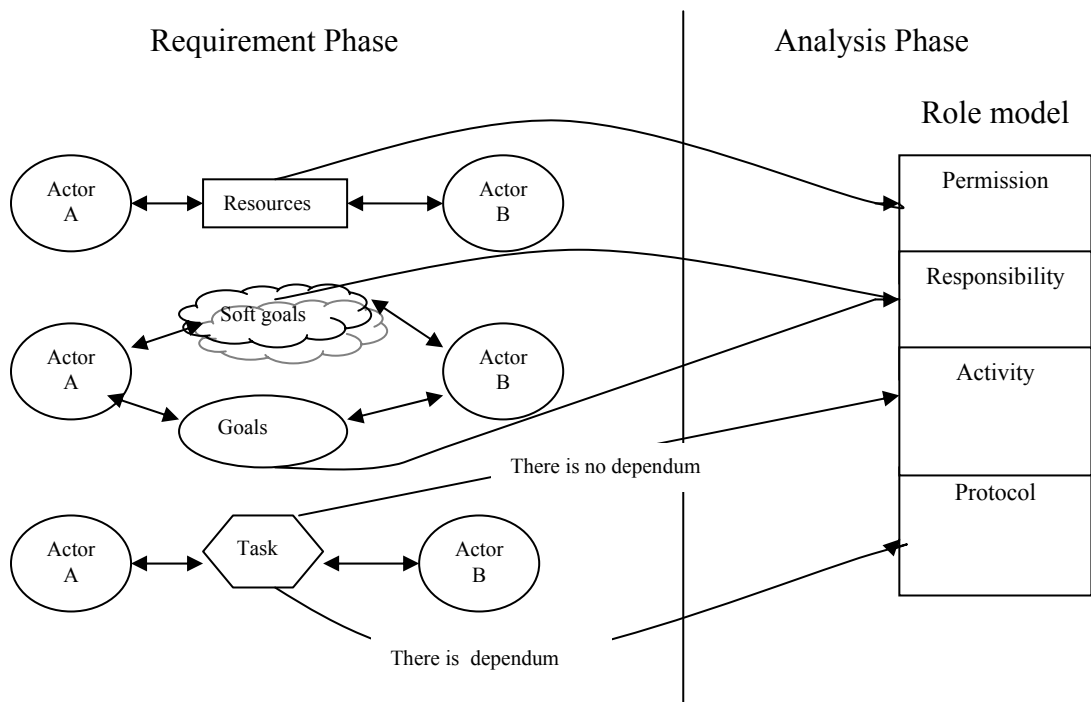 Requirement Phase
Analysis Phase
Role model
Actor
A
Resources
Actor
B
Permission
Soft goals
Responsibility
Actor
A
Actor
B
Activity
Goals
There is no dependum
Protocol
Actor
A
Task
Actor
B
There is dependum